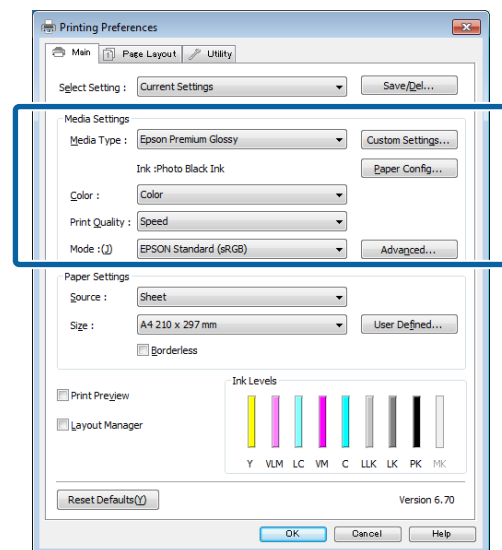 Printing Preferences
Main Page Layout Utility
Select Setting : Current Settings Save/Del...
Media Settings
Media Type : Epson Premium Glossy Custom Settings...
Ink :Photo Black Ink Paper Config...
Color : Color
Print Quality : Speed
Mode :(J) EPSON Standard (sRGB) Advanced...
Paper Settings
Source : Sheet
Size : A4 210 x 297 mm User Defined...
Borderless
Ink Levels
Print Preview
Layout Manager
Y VLM LC VM C LLK LK PK MK
Reset Defaults(Y) Version 6.70
OK Cancel Help